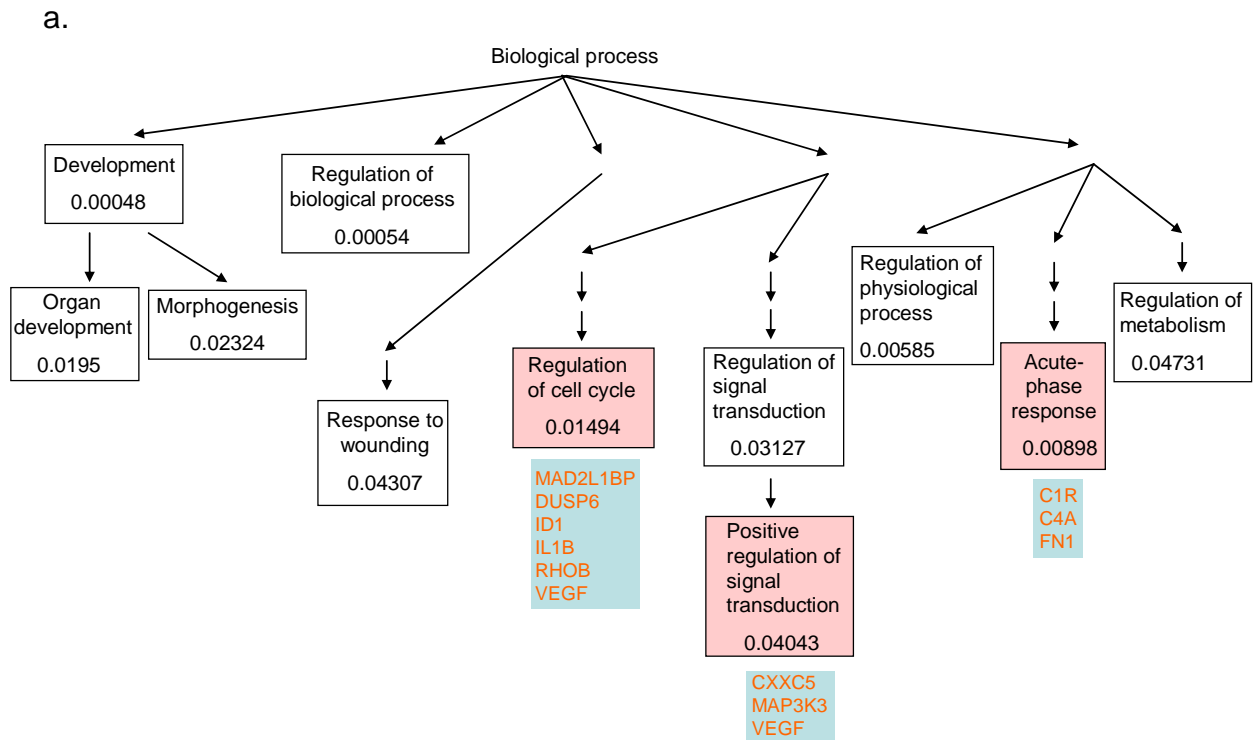 a.
Biological process
Development
0.00048
Regulation of
biological process
0.00054
Organ
development
0.0195
Morphogenesis
0.02324
Response to
wounding
0.04307
Regulation
of cell cycle
0.01494
MAD2L1BP
DUSP6
ID1
IL1B
RHOB
VEGF
Regulation of
signal
transduction
0.03127
Positive
regulation of
signal
transduction
0.04043
CXXC5
MAP3K3
VEGF
Regulation of
physiological
process
0.00585
Acute-
phase
response
0.00898
C1R
C4A
FN1
Regulation of
metabolism
0.04731